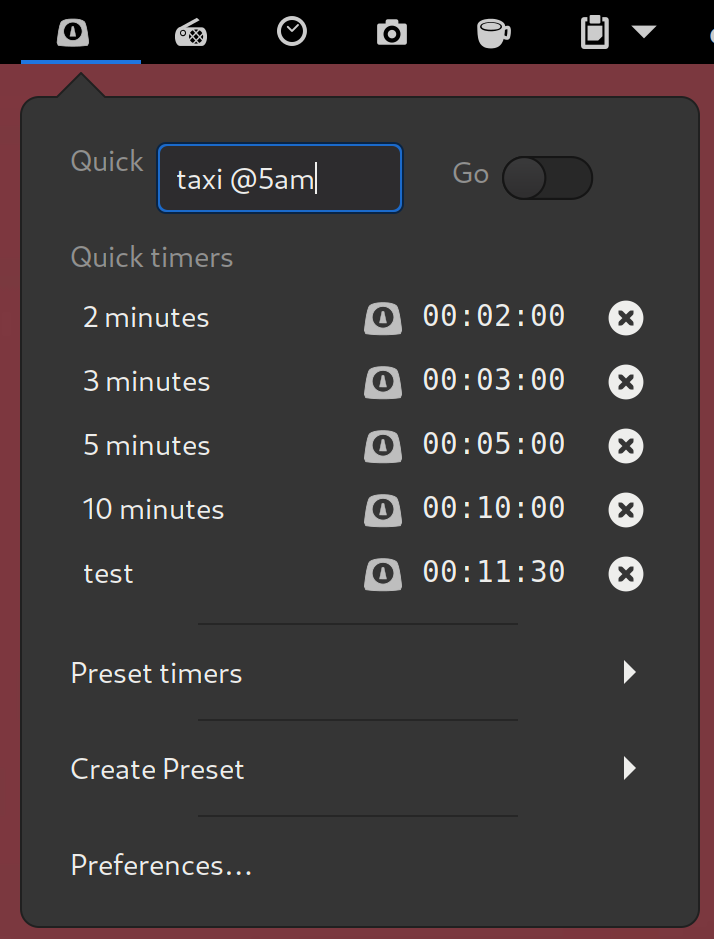 Quick taxi @5am Go
Quick timers
2 minutes 00:02:00
3 minutes 00:03:00
5 minutes 00:05:00
10 minutes 00:10:00
test 00:11:30
Preset timers
Create Preset
Preferences...